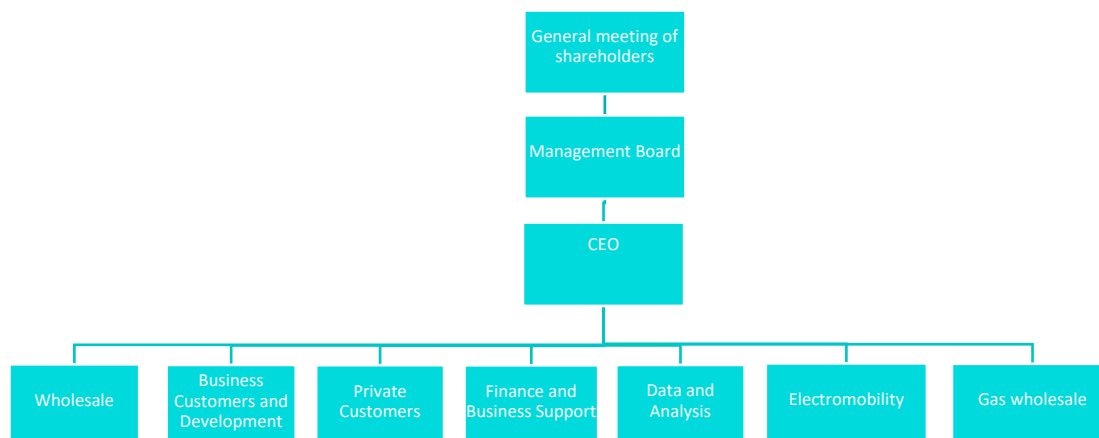 General meeting of
shareholders
Management Board
CEO
Wholesale
Business
Customers and
Development
Private
Customers
Finance and
Business Support
Data and
Analysis
Electromobility
Gas wholesale